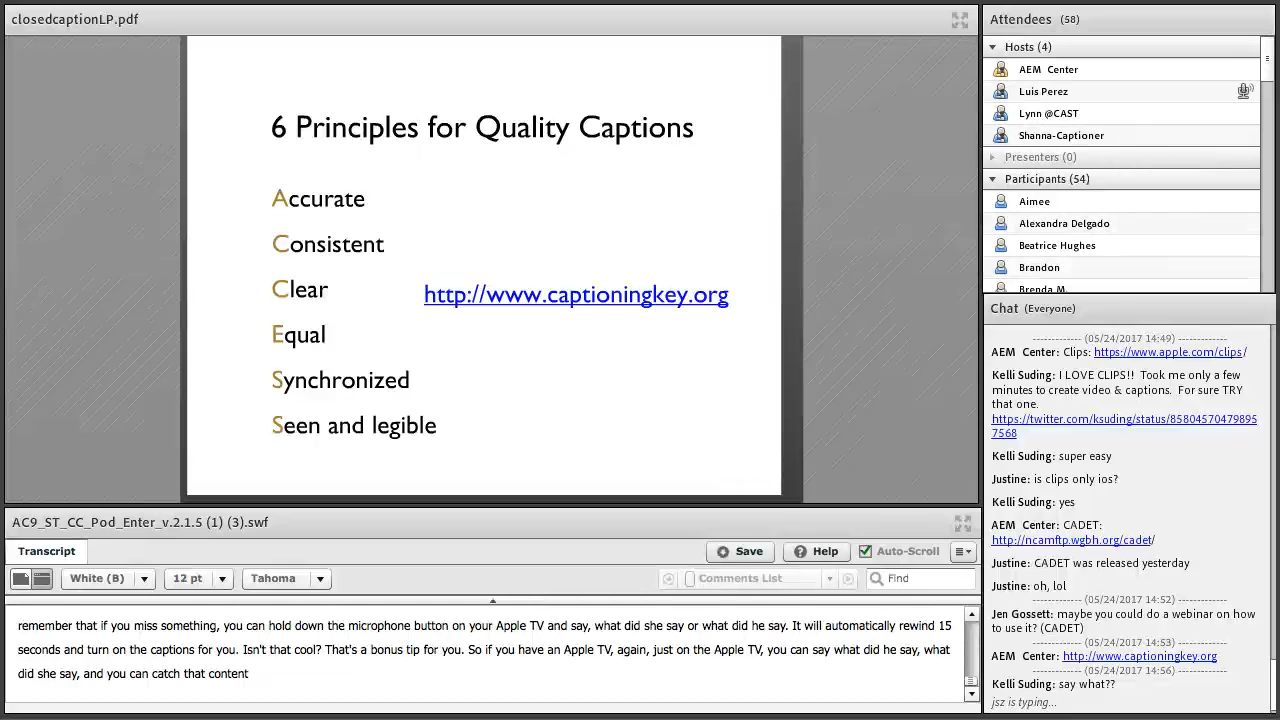 closedcaptionLP.pdf
6 Principles for Quality Captions
Accurate
Consistent
Clear
http://www.captioningkey.org
Equal
Synchronized
Seen and legible
AC9_ST_CC_Pod_Enter_v.2.1.5 (1) (3).swf
Transcript
Save
Help
Auto-Scroll
White (B)
12 pt
Tahoma
Comments List
Find
remember that if you miss something, you can hold down the microphone button on your Apple TV and say, what did she say or what did he say. It will automatically rewind 15
seconds and turn on the captions for you. Isn't that cool? That's a bonus tip for you. So if you have an Apple TV, again, just on the Apple TV, you can say what did he say, what
did she say, and you can catch that content
Attendees (58)
Hosts (4)
AEM Center
Luis Perez
Lynn @CAST
Shanna-Captioner
Presenters (0)
Participants (54)
Aimee
Alexandra Delgado
Beatrice Hughes
Brandon
Brenda M.
Chat (Everyone)
------------- (05/24/2017 14:49) -------------
AEM Center: Clips: https://www.apple.com/clips/
Kelli Suding: I LOVE CLIPS!! Took me only a few
minutes to create video & captions. For sure TRY
that one.
https://twitter.com/ksuding/status/85804570479895
7568
Kelli Suding: super easy
Justine: is clips only ios?
Kelli Suding: yes
AEM Center: CADET:
http://ncamftp.wgbh.org/cadet/
Justine: CADET was released yesterday
Justine: oh, lol
------------- (05/24/2017 14:52) -------------
Jen Gossett: maybe you could do a webinar on how
to use it? (CADET)
------------- (05/24/2017 14:53) -------------
AEM Center: http://www.captioningkey.org
------------- (05/24/2017 14:56) -------------
Kelli Suding: say what??
jsz is typing...